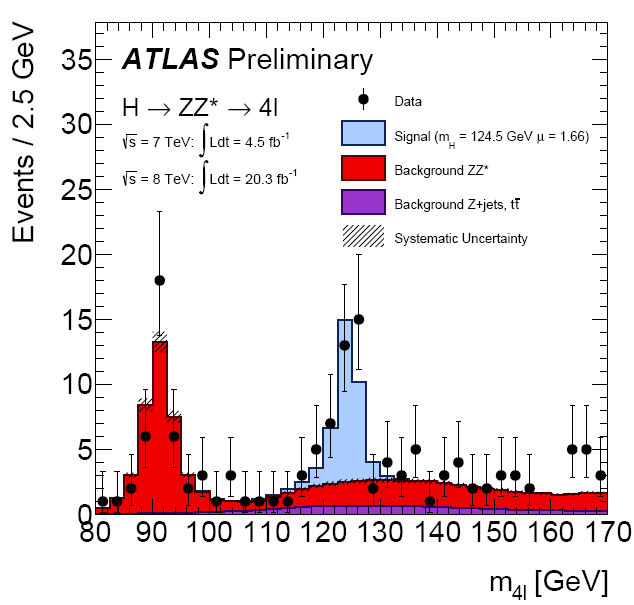 ATLAS Preliminary
H → ZZ* → 4l
√s = 7 TeV: ∫Ldt = 4.5 fb⁻¹
√s = 8 TeV: ∫Ldt = 20.3 fb⁻¹
Data
Signal (m_H = 124.5 GeV μ = 1.66)
Background ZZ*
Background Z+jets, tt̄
Systematic Uncertainty
Events / 2.5 GeV
35
30
25
20
15
10
5
0
80 90 100 110 120 130 140 150 160 170
m_4l [GeV]